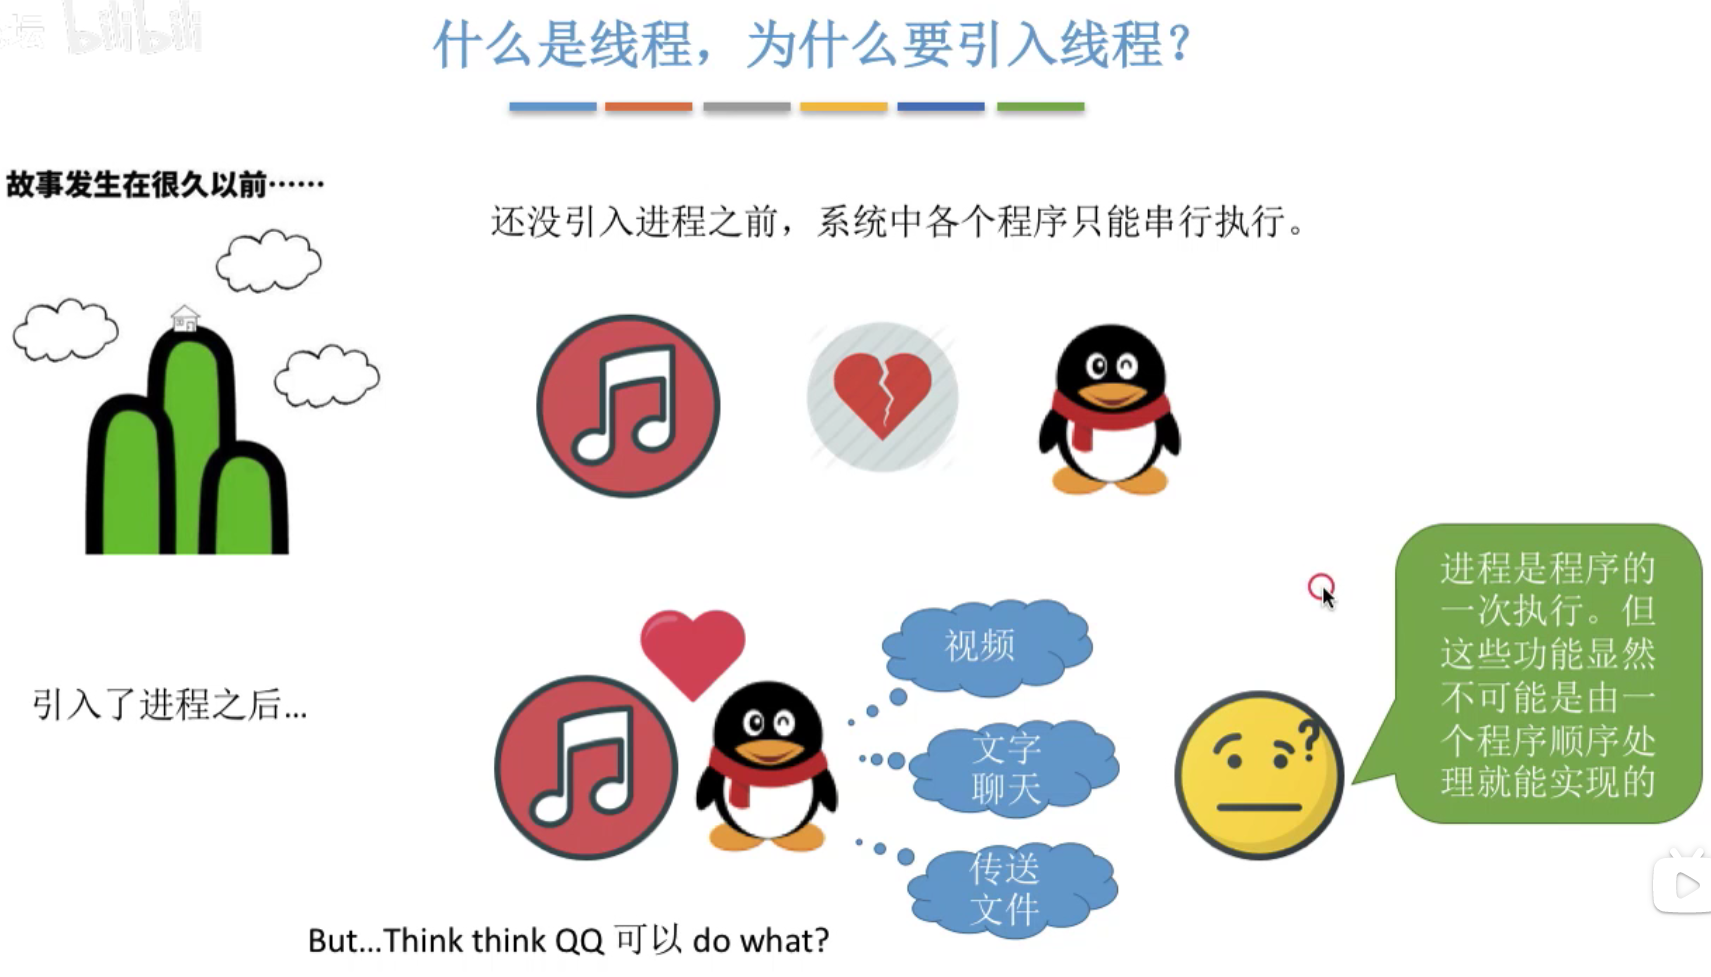 坛 bilibili
什么是线程，为什么要引入线程？
故事发生在很久以前……
还没引入进程之前，系统中各个程序只能串行执行。
引入了进程之后...
视频
文字
聊天
传送
文件
进程是程序的
一次执行。但
这些功能显然
不可能是由一
个程序顺序处
理就能实现的
But...Think think QQ 可以 do what?